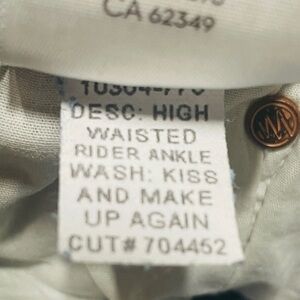 CA 62349
DESC: HIGH
WAISTED
RIDER ANKLE
WASH: KISS
AND MAKE
UP AGAIN
CUT# 704452